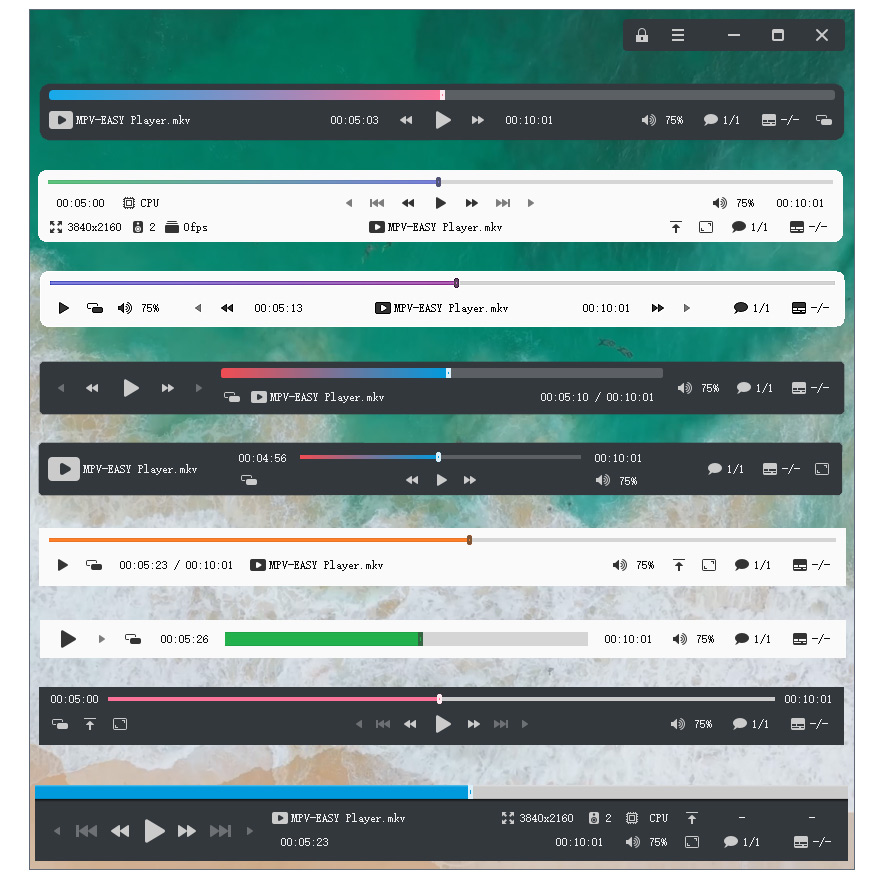 MPV-EASY Player.mkv 00:05:03 00:10:01 75% 1/1 -/-
00:05:00 CPU 75% 00:10:01
3840x2160 2 0fps MPV-EASY Player.mkv 1/1 -/-
75% 00:05:13 MPV-EASY Player.mkv 00:10:01 1/1 -/-
75% 1/1 -/-
MPV-EASY Player.mkv 00:05:10 / 00:10:01
00:04:56 00:10:01
MPV-EASY Player.mkv 1/1 -/-
75%
00:05:23 / 00:10:01 MPV-EASY Player.mkv 75% 1/1 -/-
00:05:26 00:10:01 75% 1/1 -/-
00:05:00 00:10:01
75% 1/1 -/-
MPV-EASY Player.mkv 3840x2160 2 CPU - -
00:05:23 00:10:01 75% 1/1 -/-